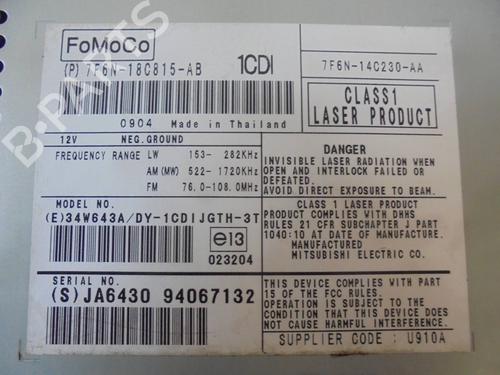 FoMoCo
(P) 7F6N-18C815-AB 1CDI
7F6N-14C230-AA
CLASS1
LASER PRODUCT
0904 Made in Thailand
12V NEG.GROUND
FREQUENCY RANGE LW 153- 282KHz
AM(MW) 522- 1720KHz
FM 76.0-108.0MHz
DANGER
INVISIBLE LASER RADIATION WHEN
OPEN AND INTERLOCK FAILED OR
DEFEATED.
AVOID DIRECT EXPOSURE TO BEAM.
MODEL NO.
(E)34W643A/DY-1CDIJGTH-3T
e13
023204
CLASS 1 LASER PRODUCT
PRODUCT COMPLIES WITH DHHS
RULES 21 CFR SUBCHAPTER J PART
1040:10 AT DATE OF MANUFACTURE.
MANUFACTURED
MITSUBISHI ELECTRIC CO.
SERIAL NO.
(S)JA6430 94067132
THIS DEVICE COMPLIES WITH PART
15 OF THE FCC RULES.
OPERATION IS SUBJECT TO THE
CONDITION THAT THIS DEVICE DOES
NOT CAUSE HARMFUL INTERFERENCE.
SUPPLIER CODE: U910A
B-PARTS